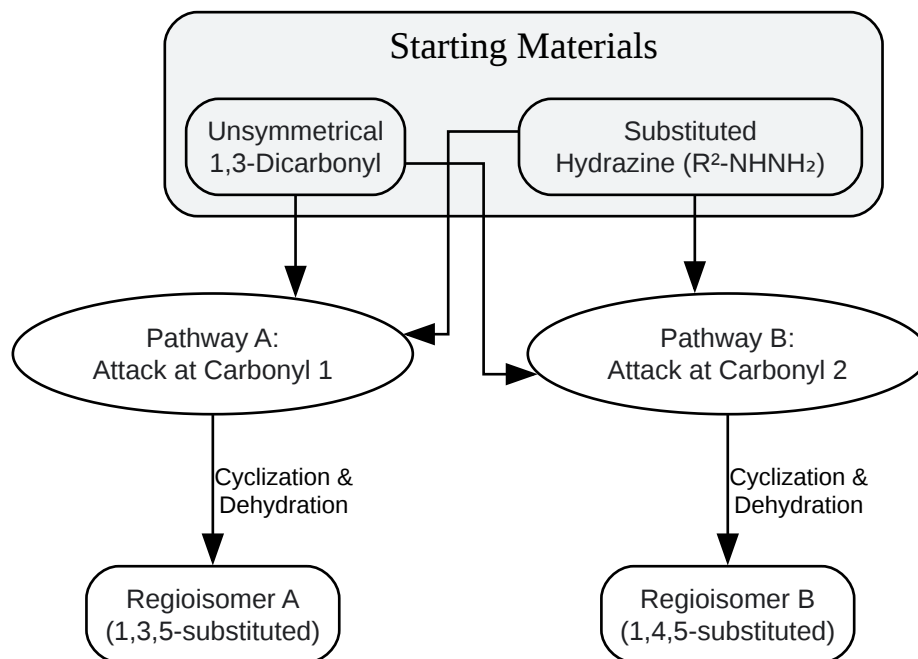 Starting Materials
Unsymmetrical
1,3-Dicarbonyl
Substituted
Hydrazine (R²-NHNH₂)
Pathway A:
Attack at Carbonyl 1
Pathway B:
Attack at Carbonyl 2
Cyclization &
Dehydration
Cyclization &
Dehydration
Regioisomer A
(1,3,5-substituted)
Regioisomer B
(1,4,5-substituted)